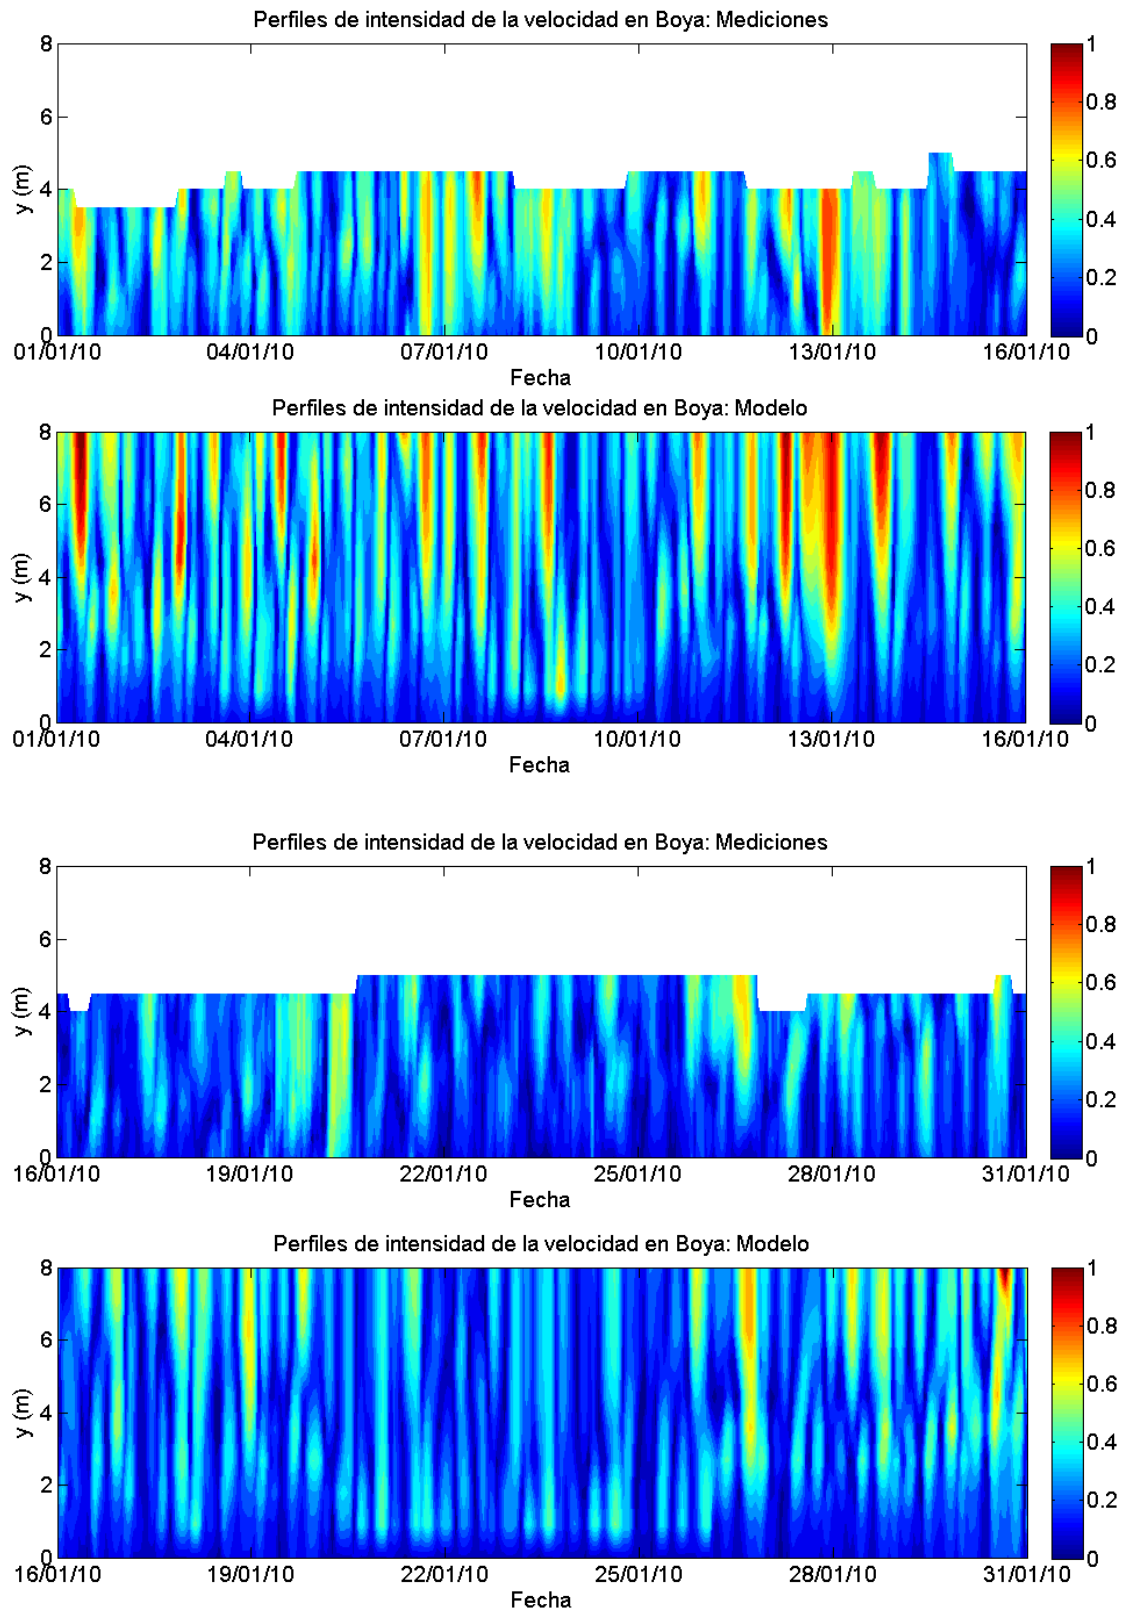 Perfiles de intensidad de la velocidad en Boya: Mediciones
8
6
4
2
0
y (m)
01/01/10 04/01/10 07/01/10 10/01/10 13/01/10 16/01/10
Fecha
1
0.8
0.6
0.4
0.2
0
Perfiles de intensidad de la velocidad en Boya: Modelo
8
6
4
2
0
y (m)
01/01/10 04/01/10 07/01/10 10/01/10 13/01/10 16/01/10
Fecha
1
0.8
0.6
0.4
0.2
0
Perfiles de intensidad de la velocidad en Boya: Mediciones
8
6
4
2
0
y (m)
16/01/10 19/01/10 22/01/10 25/01/10 28/01/10 31/01/10
Fecha
1
0.8
0.6
0.4
0.2
0
Perfiles de intensidad de la velocidad en Boya: Modelo
8
6
4
2
0
y (m)
16/01/10 19/01/10 22/01/10 25/01/10 28/01/10 31/01/10
Fecha
1
0.8
0.6
0.4
0.2
0